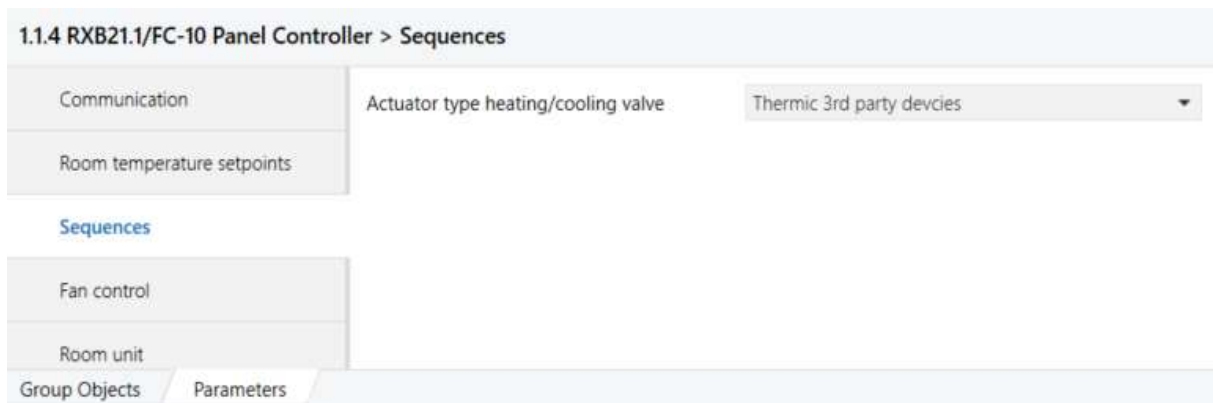 1.1.4 RXB21.1/FC-10 Panel Controller > Sequences
Communication
Actuator type heating/cooling valve
Thermic 3rd party devcies
Room temperature setpoints
Sequences
Fan control
Room unit
Group Objects
Parameters